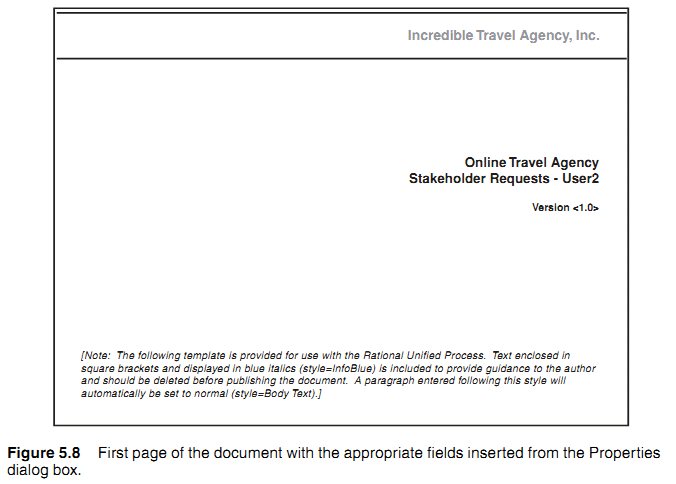 Incredible Travel Agency, Inc.
Online Travel Agency
Stakeholder Requests - User2
Version <1.0>
[Note:  The following template is provided for use with the Rational Unified Process.  Text enclosed in
square brackets and displayed in blue italics (style=InfoBlue) is included to provide guidance to the author
and should be deleted before publishing the document.  A paragraph entered following this style will
automatically be set to normal (style=Body Text).]
Figure 5.8  First page of the document with the appropriate fields inserted from the Properties
dialog box.